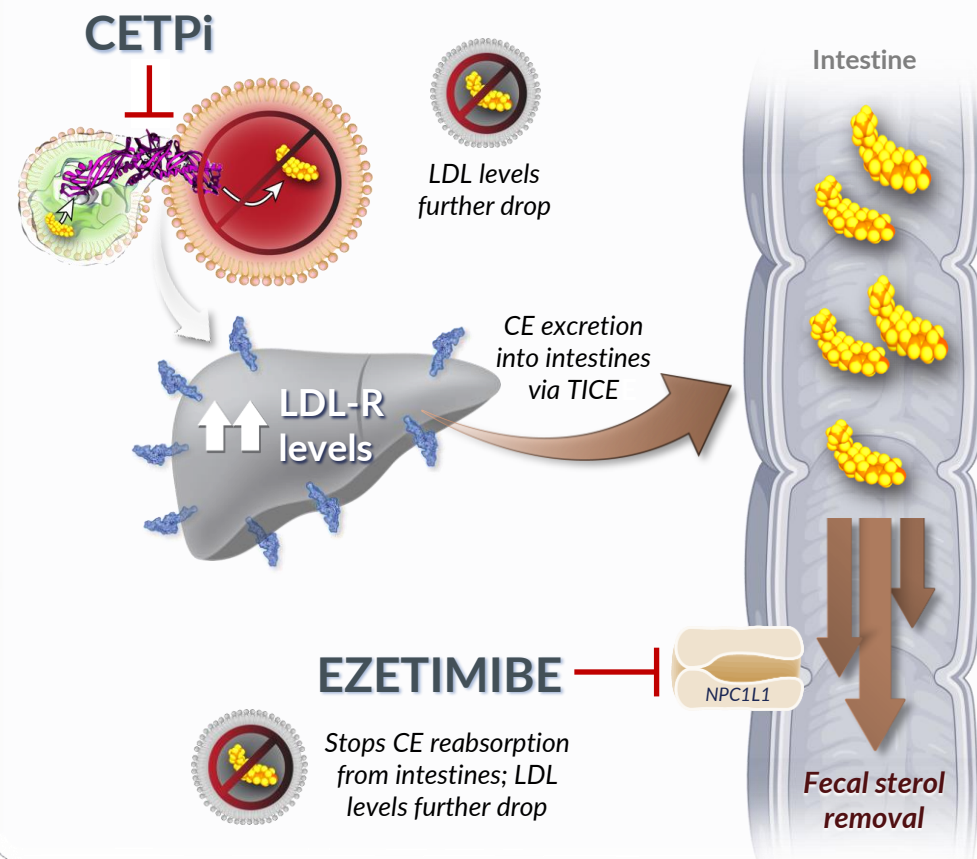 CETPi
Intestine
LDL levels
further drop
CE excretion
into intestines
via TICE
LDL-R
levels
EZETIMIBE
NPC1L1
Stops CE reabsorption
from intestines; LDL
levels further drop
Fecal sterol
removal